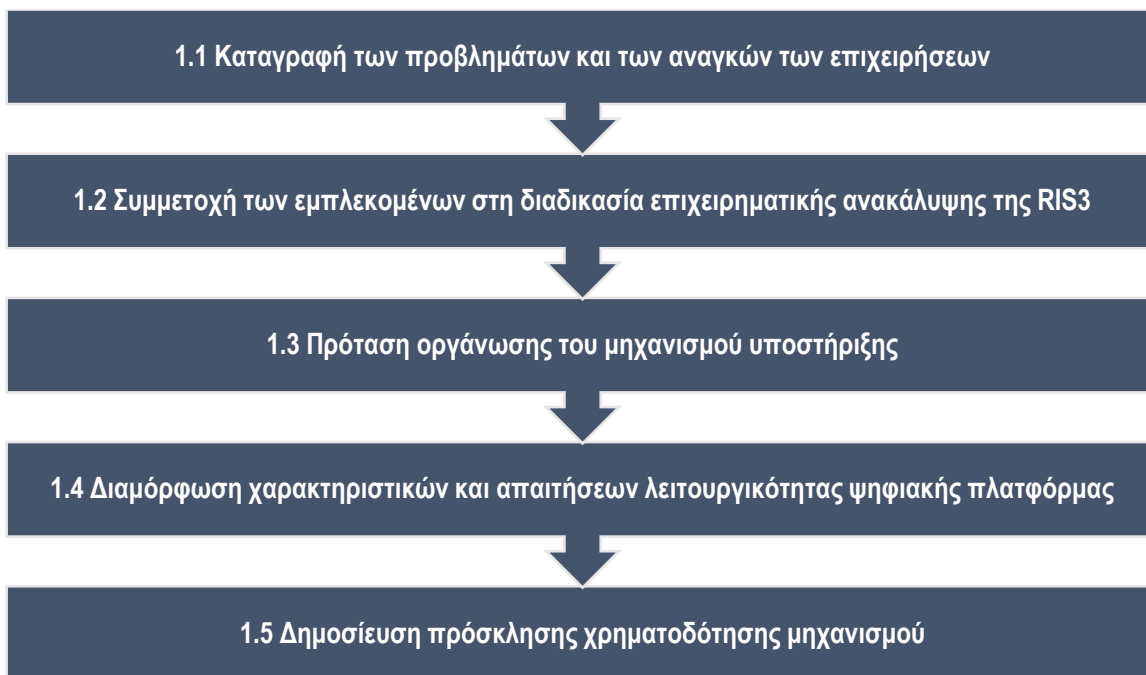 1.1 Καταγραφή των προβλημάτων και των αναγκών των επιχειρήσεων
1.2 Συμμετοχή των εμπλεκομένων στη διαδικασία επιχειρηματικής ανακάλυψης της RIS3
1.3 Πρόταση οργάνωσης του μηχανισμού υποστήριξης
1.4 Διαμόρφωση χαρακτηριστικών και απαιτήσεων λειτουργικότητας ψηφιακής πλατφόρμας
1.5 Δημοσίευση πρόσκλησης χρηματοδότησης μηχανισμού